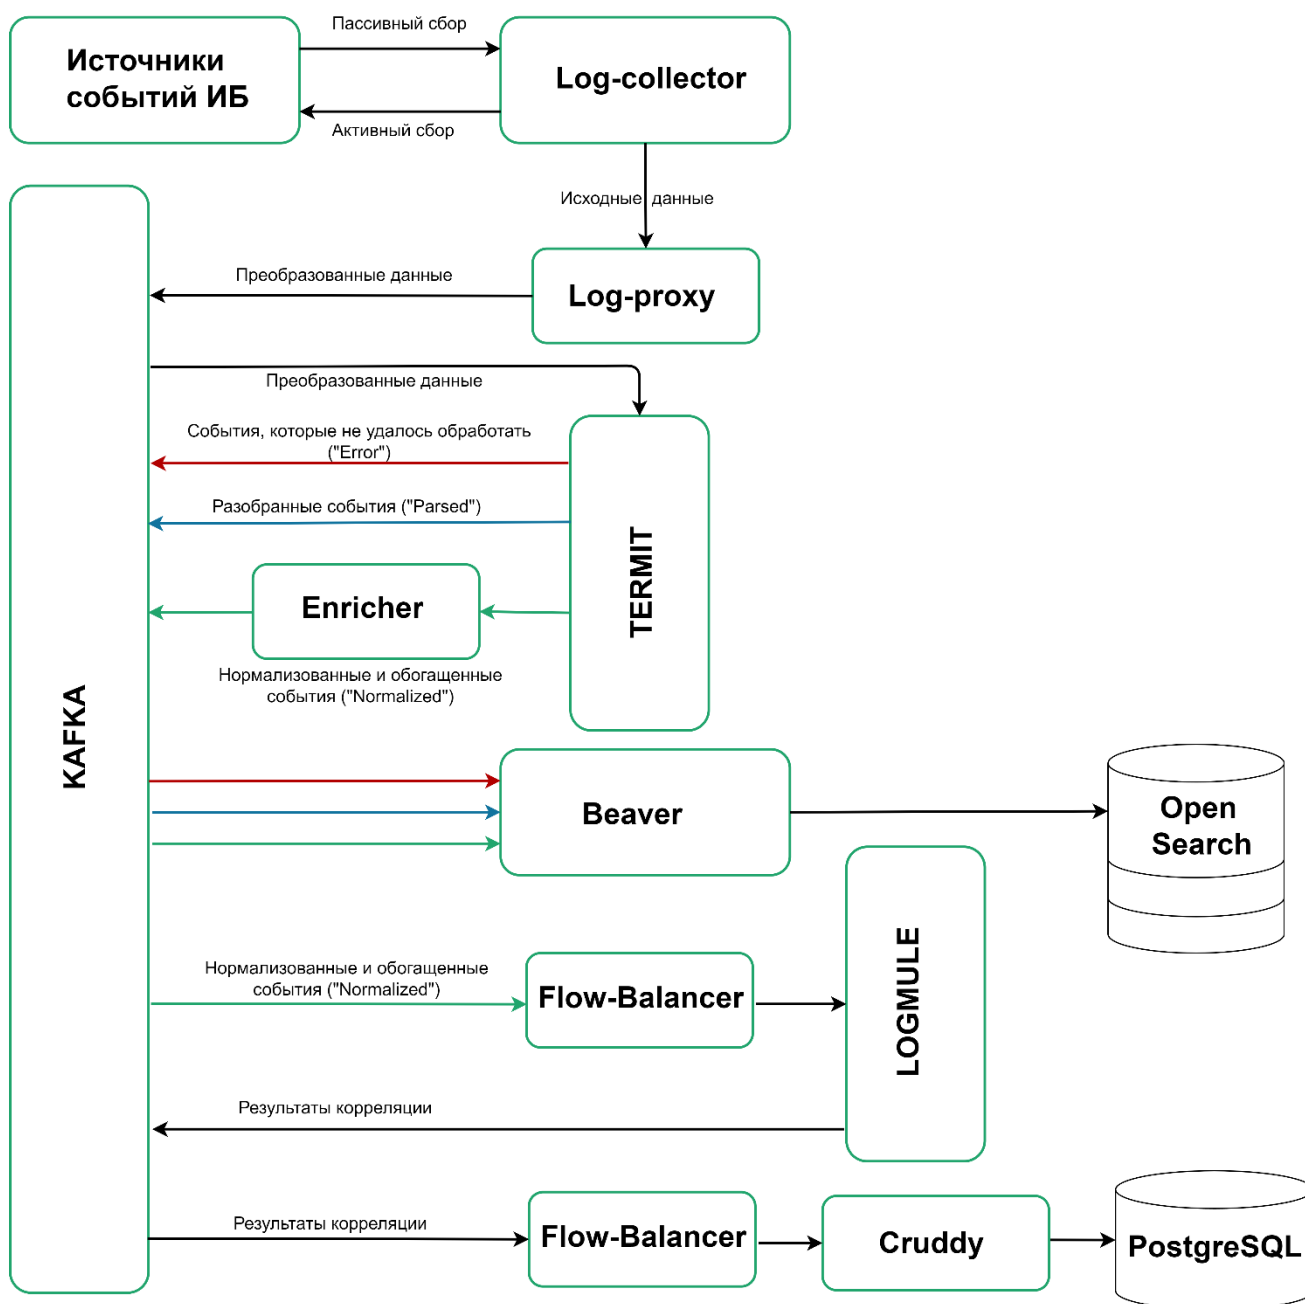 Пассивный сбор
Источники
событий ИБ
Log-collector
Активный сбор
Исходные данные
Преобразованные данные
Log-proxy
Преобразованные данные
События, которые не удалось обработать
("Error")
Разобранные события ("Parsed")
TERMIT
Enricher
Нормализованные и обогащенные
события ("Normalized")
KAFKA
Beaver
Open
Search
LOGMULE
Нормализованные и обогащенные
события ("Normalized")
Flow-Balancer
Результаты корреляции
Результаты корреляции
Flow-Balancer
Cruddy
PostgreSQL